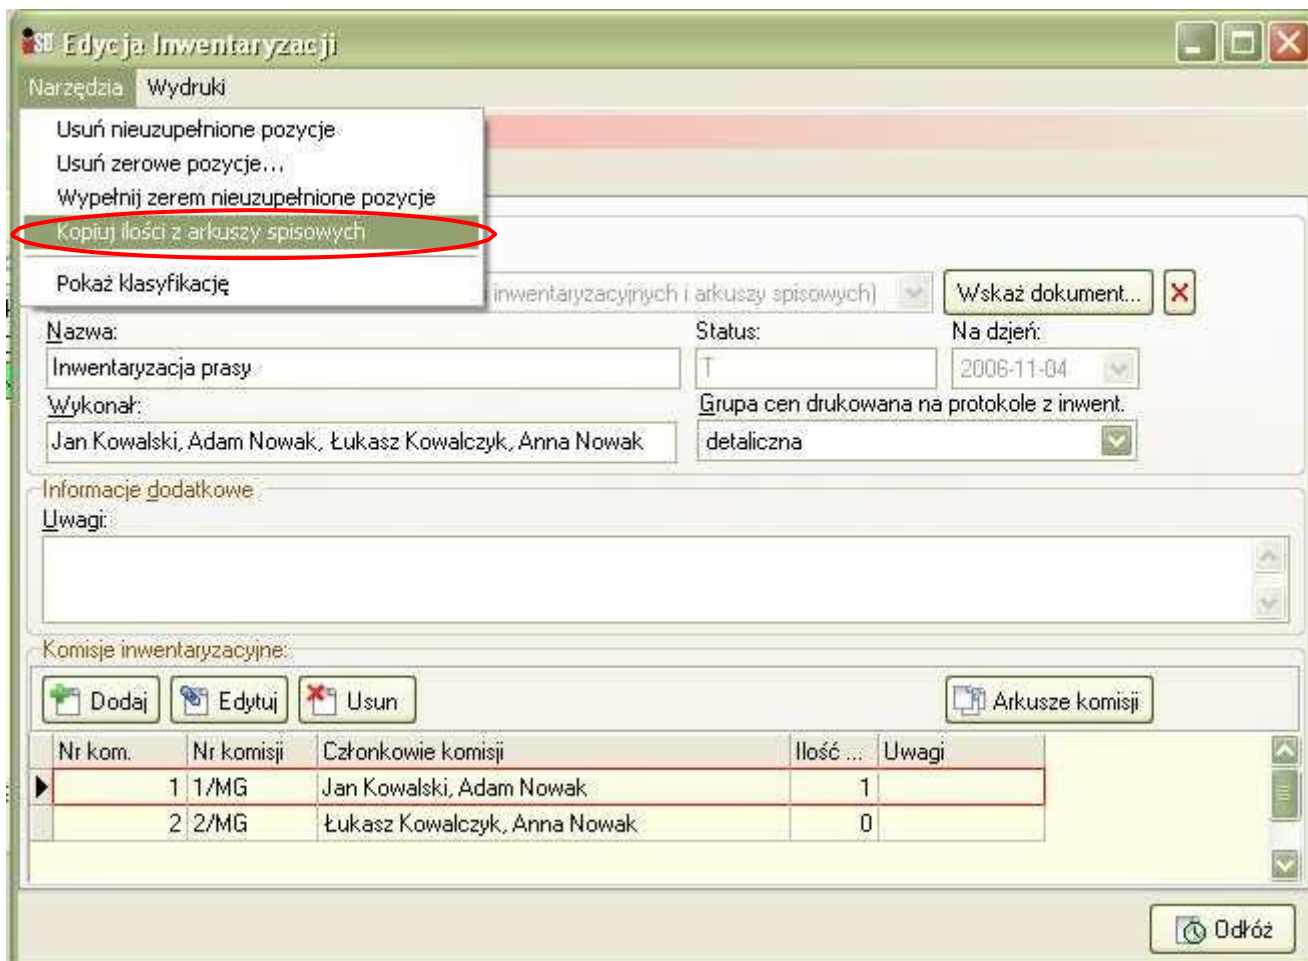 Edycja Inwentaryzacji
Narzędzia Wydruki
Usuń nieuzupełnione pozycje
Usuń zerowe pozycje...
Wypełnij zerem nieuzupełnione pozycje
Kopiuj ilości z arkuszy spisowych
Pokaż klasyfikację
inwentaryzacyjnych i arkuszy spisowych) Wskaż dokument...
Nazwa: Status: Na dzień:
Inwentaryzacja prasy T 2006-11-04
Wykonał: Grupa cen drukowana na protokole z inwent.
Jan Kowalski, Adam Nowak, Łukasz Kowalczyk, Anna Nowak detaliczna
Informacje dodatkowe
Uwagi:
Komisje inwentaryzacyjne:
Dodaj Edytuj Usun Arkusze komisji
Nr kom. Nr komisji Członkowie komisji Ilość ... Uwagi
1 1/MG Jan Kowalski, Adam Nowak 1
2 2/MG Łukasz Kowalczyk, Anna Nowak 0
Odłóż